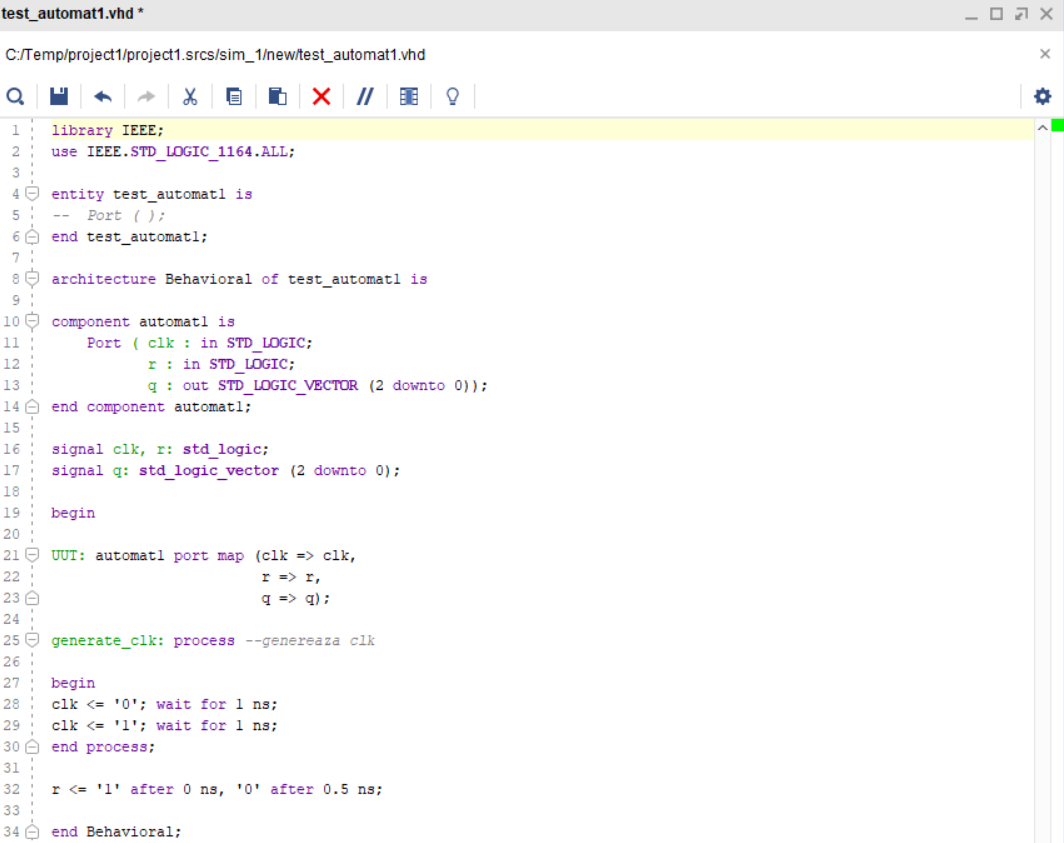 test_automat1.vhd *
C:/Temp/project1/project1.srcs/sim_1/new/test_automat1.vhd
1 library IEEE;
2 use IEEE.STD_LOGIC_1164.ALL;
3
4 entity test_automat1 is
5 --  Port ( );
6 end test_automat1;
7
8 architecture Behavioral of test_automat1 is
9
10 component automat1 is
11     Port ( clk : in STD_LOGIC;
12            r : in STD_LOGIC;
13            q : out STD_LOGIC_VECTOR (2 downto 0));
14 end component automat1;
15
16 signal clk, r: std_logic;
17 signal q: std_logic_vector (2 downto 0);
18
19 begin
20
21 UUT: automat1 port map (clk => clk,
22                         r => r,
23                         q => q);
24
25 generate_clk: process --genereaza clk
26
27 begin
28 clk <= '0'; wait for 1 ns;
29 clk <= '1'; wait for 1 ns;
30 end process;
31
32 r <= '1' after 0 ns, '0' after 0.5 ns;
33
34 end Behavioral;